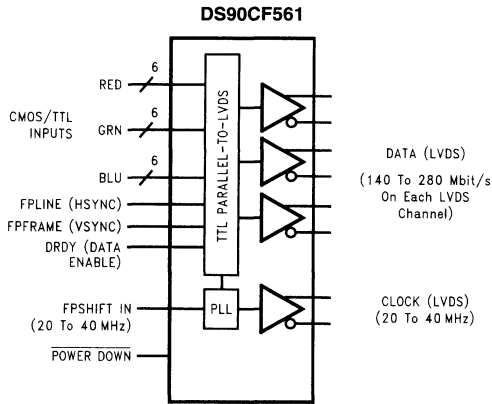 DS90CF561
RED
6
CMOS/TTL
INPUTS
GRN
6
BLU
6
FPLINE (HSYNC)
FPFRAME (VSYNC)
DRDY (DATA
ENABLE)
FPSHIFT IN
(20 To 40 MHz)
POWER DOWN
TTL PARALLEL-TO-LVDS
PLL
DATA (LVDS)
(140 To 280 Mbit/s
On Each LVDS
Channel)
CLOCK (LVDS)
(20 To 40 MHz)